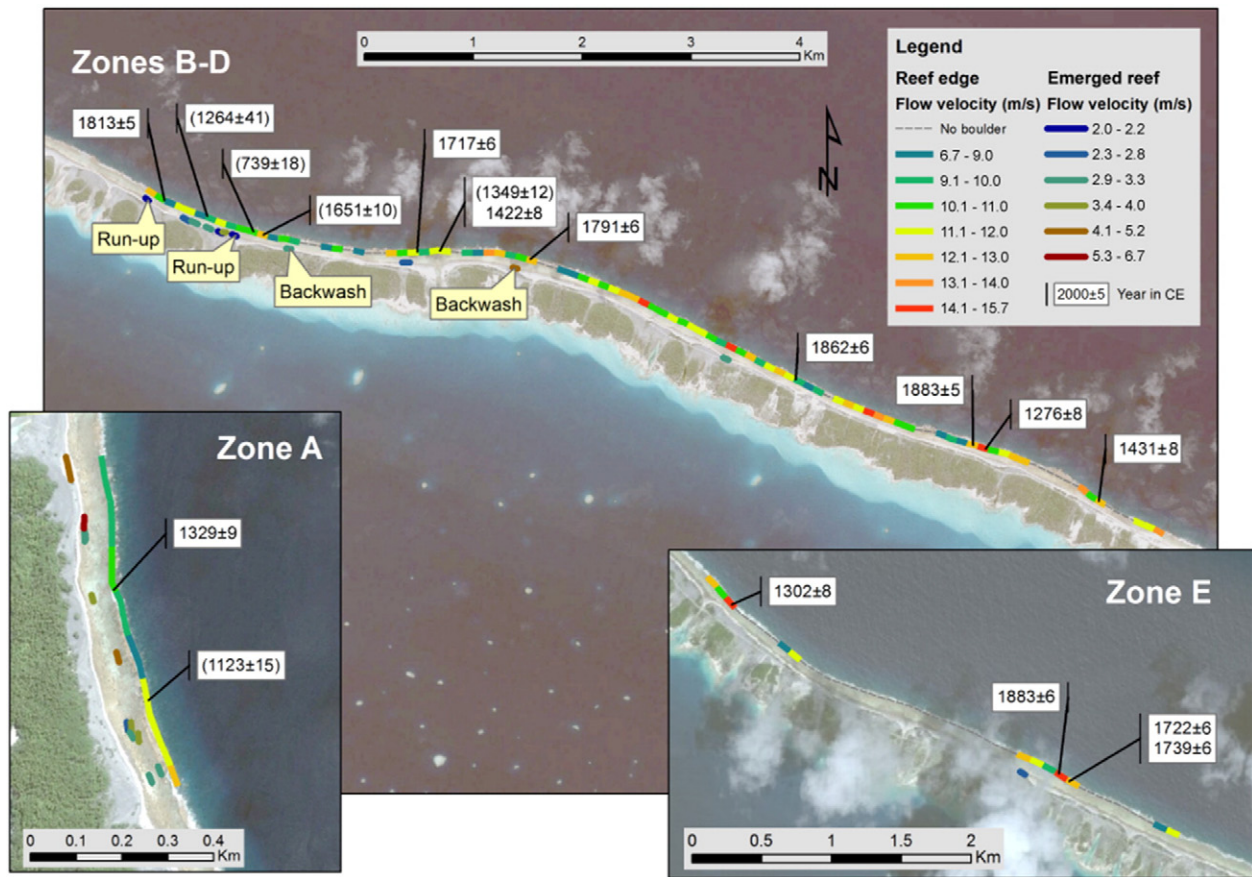 Zones B-D
0 1 2 3 4
Km
N
Legend
Reef edge
Flow velocity (m/s)
No boulder
6.7 - 9.0
9.1 - 10.0
10.1 - 11.0
11.1 - 12.0
12.1 - 13.0
13.1 - 14.0
14.1 - 15.7
Emerged reef
Flow velocity (m/s)
2.0 - 2.2
2.3 - 2.8
2.9 - 3.3
3.4 - 4.0
4.1 - 5.2
5.3 - 6.7
2000±5 Year in CE
1813±5
(1264±41)
(739±18)
(1651±10)
1717±6
(1349±12)
1422±8
1791±6
1862±6
1883±5
1276±8
1431±8
Run-up
Run-up
Backwash
Backwash
Zone A
1329±9
(1123±15)
0 0.1 0.2 0.3 0.4
Km
Zone E
1302±8
1883±6
1722±6
1739±6
0 0.5 1 1.5 2
Km